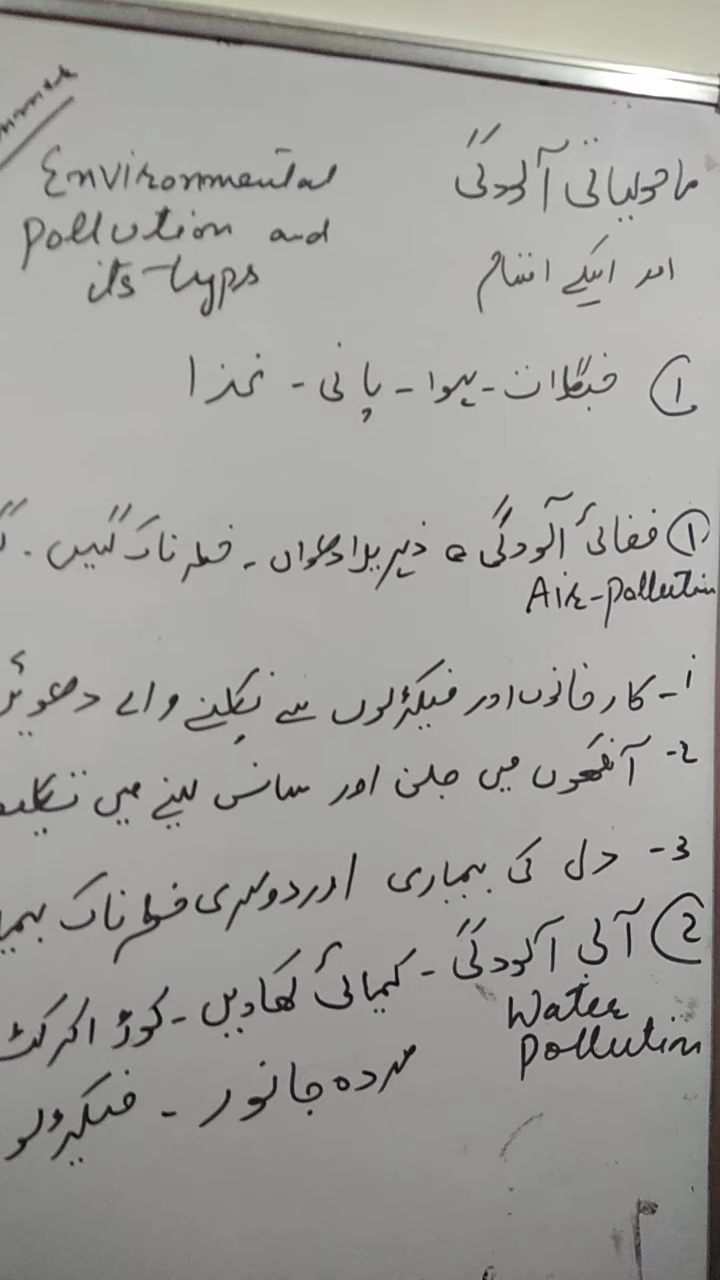 ماحولیاتی آلودگی
اور اسکے اقسام
Environmental
pollution and
its typs
① جنگلات - ہوا - پانی - غذا
① فضائی آلودگی ۔ زہریلا دھواں - خطرناک گیس -
Air-pollution
1- کارخانوں اور فیکٹریوں سے نکلنے والے دھوئیں
2- آنکھوں میں جلن اور سانس لینے میں
3- دل کی بیماری اور دوسری خطرناک
② آبی آلودگی - کیمیائی کھادیں - کوڑا کرکٹ
Water
pollution
مردہ جانور -